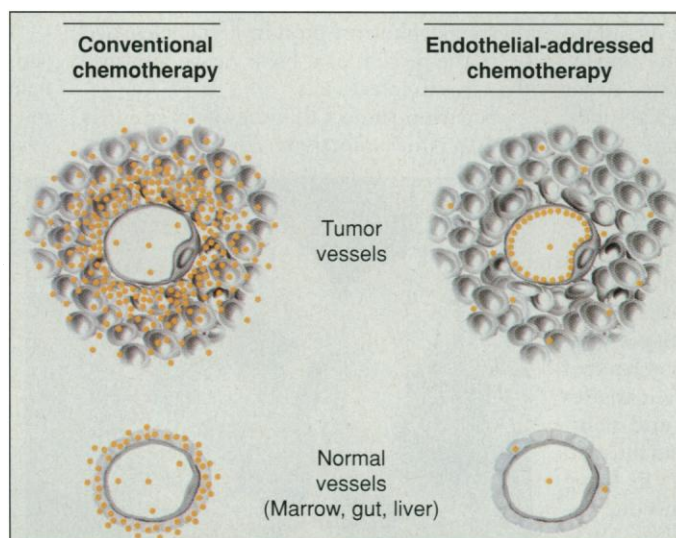 Conventional
chemotherapy
Endothelial-addressed
chemotherapy
Tumor
vessels
Normal
vessels
(Marrow, gut, liver)